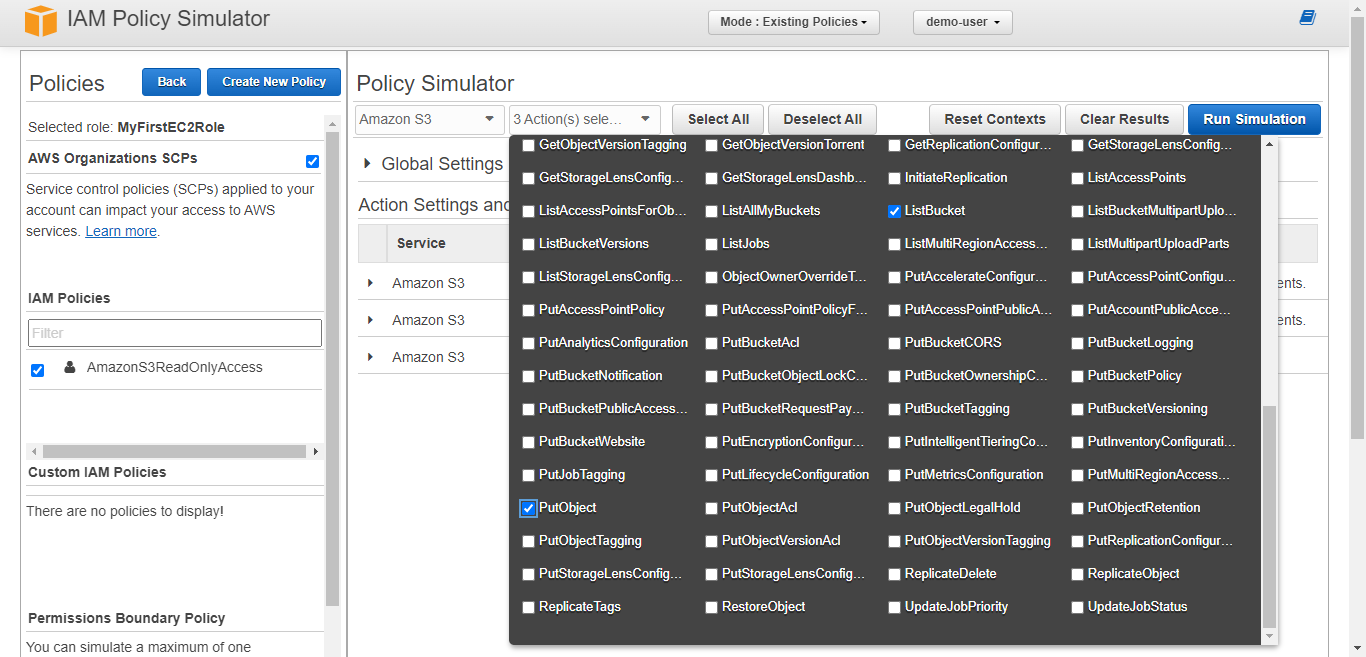 IAM Policy Simulator
Mode : Existing Policies
demo-user
Policies
Back
Create New Policy
Selected role: MyFirstEC2Role
AWS Organizations SCPs
Service control policies (SCPs) applied to your
account can impact your access to AWS
services. Learn more.
IAM Policies
Filter
AmazonS3ReadOnlyAccess
Custom IAM Policies
There are no policies to display!
Permissions Boundary Policy
You can simulate a maximum of one
Policy Simulator
Amazon S3
3 Action(s) sele...
Select All
Deselect All
Reset Contexts
Clear Results
Run Simulation
Global Settings
Action Settings and
Service
Amazon S3
ents.
Amazon S3
ents.
Amazon S3
GetObjectVersionTagging GetObjectVersionTorrent GetReplicationConfigur... GetStorageLensConfig...
GetStorageLensConfig... GetStorageLensDashb... InitiateReplication ListAccessPoints
ListAccessPointsForOb... ListAllMyBuckets ListBucket ListBucketMultipartUplo...
ListBucketVersions ListJobs ListMultiRegionAccess... ListMultipartUploadParts
ListStorageLensConfig... ObjectOwnerOverrideT... PutAccelerateConfigur... PutAccessPointConfigu...
PutAccessPointPolicy PutAccessPointPolicyF... PutAccessPointPublicA... PutAccountPublicAcce...
PutAnalyticsConfiguration PutBucketAcl PutBucketCORS PutBucketLogging
PutBucketNotification PutBucketObjectLockC... PutBucketOwnershipC... PutBucketPolicy
PutBucketPublicAccess... PutBucketRequestPay... PutBucketTagging PutBucketVersioning
PutBucketWebsite PutEncryptionConfigur... PutIntelligentTieringCo... PutInventoryConfigurati...
PutJobTagging PutLifecycleConfiguration PutMetricsConfiguration PutMultiRegionAccess...
PutObject PutObjectAcl PutObjectLegalHold PutObjectRetention
PutObjectTagging PutObjectVersionAcl PutObjectVersionTagging PutReplicationConfigur...
PutStorageLensConfig... PutStorageLensConfig... ReplicateDelete ReplicateObject
ReplicateTags RestoreObject UpdateJobPriority UpdateJobStatus